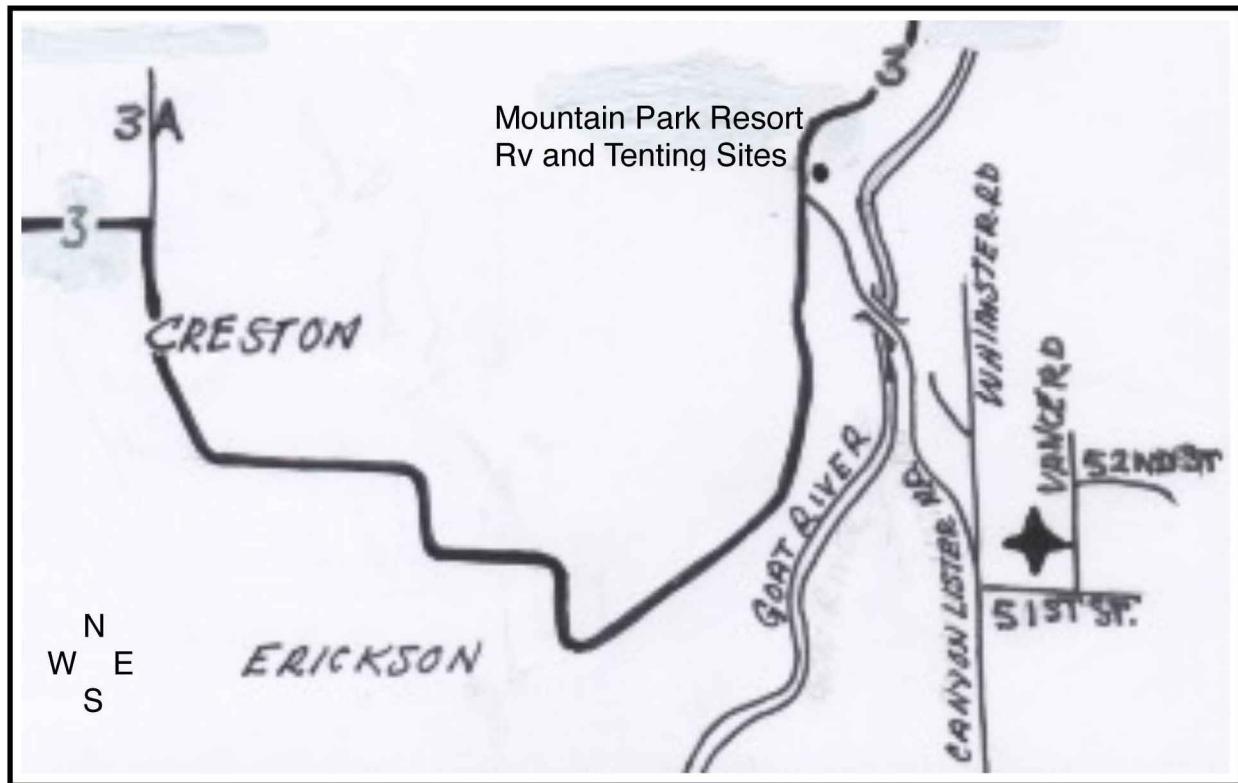 3
3A
Mountain Park Resort
Rv and Tenting Sites
3
CRESTON
WHIMSTER RD
VANCE RD
52ND ST
GOAT RIVER
CANYON LISTER RD
51ST ST.
ERICKSON
N
W E
S